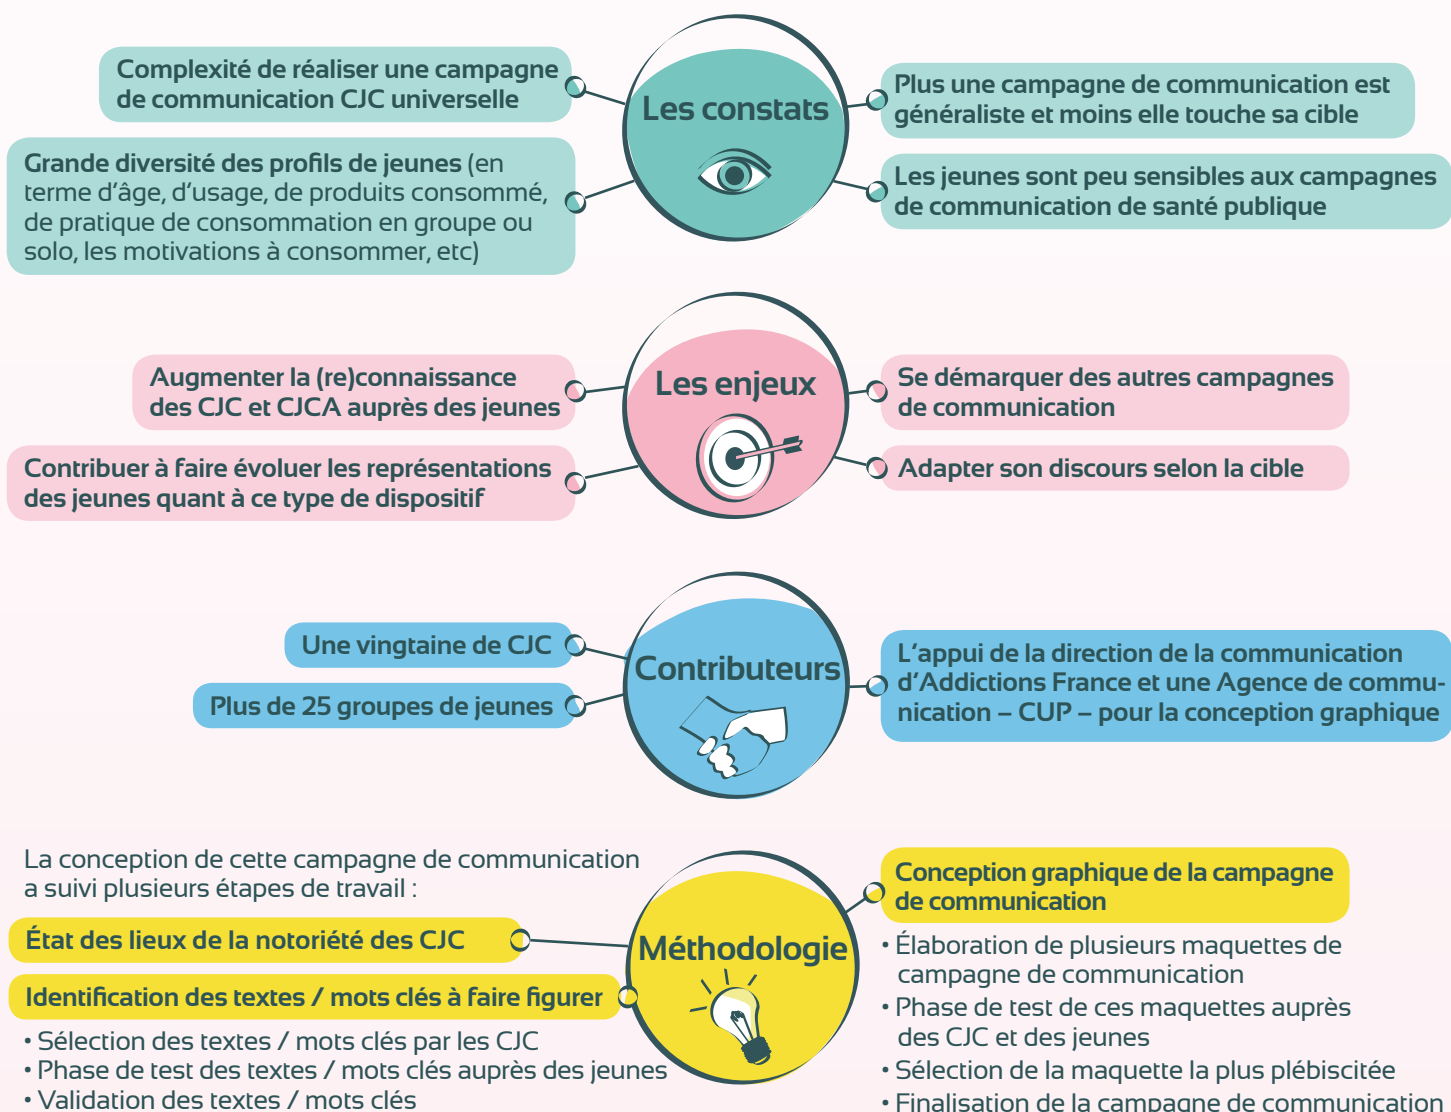 Les constats
Complexité de réaliser une campagne
de communication CJC universelle
Grande diversité des profils de jeunes (en
terme d'âge, d'usage, de produits consommé,
de pratique de consommation en groupe ou
solo, les motivations à consommer, etc)
Plus une campagne de communication est
généraliste et moins elle touche sa cible
Les jeunes sont peu sensibles aux campagnes
de communication de santé publique
Les enjeux
Augmenter la (re)connaissance
des CJC et CJCA auprès des jeunes
Contribuer à faire évoluer les représentations
des jeunes quant à ce type de dispositif
Se démarquer des autres campagnes
de communication
Adapter son discours selon la cible
Contributeurs
Une vingtaine de CJC
Plus de 25 groupes de jeunes
L'appui de la direction de la communication
d'Addictions France et une Agence de commu-
nication – CUP – pour la conception graphique
Méthodologie
La conception de cette campagne de communication
a suivi plusieurs étapes de travail :
État des lieux de la notoriété des CJC
Identification des textes / mots clés à faire figurer
• Sélection des textes / mots clés par les CJC
• Phase de test des textes / mots clés auprès des jeunes
• Validation des textes / mots clés
Conception graphique de la campagne
de communication
• Élaboration de plusieurs maquettes de
campagne de communication
• Phase de test de ces maquettes auprès
des CJC et des jeunes
• Sélection de la maquette la plus plébiscitée
• Finalisation de la campagne de communication